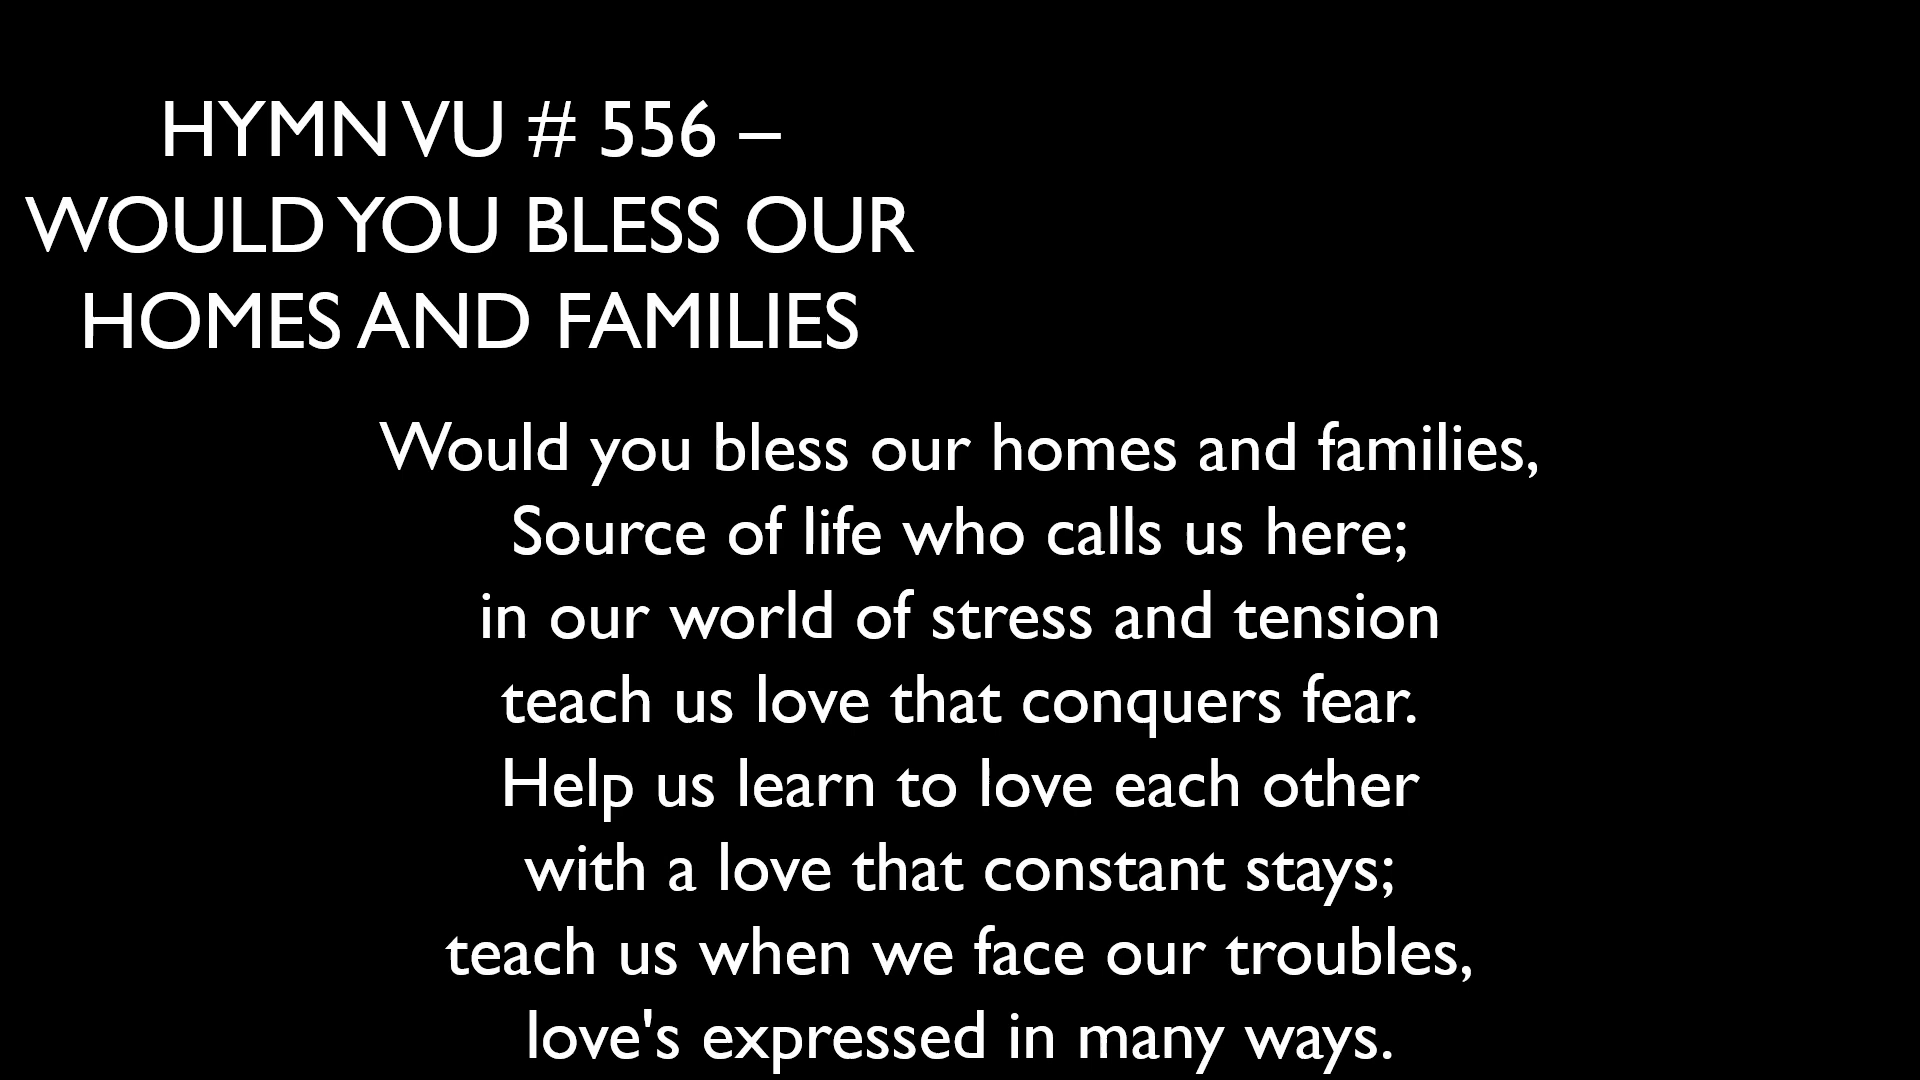 HYMN VU # 556 –
WOULD YOU BLESS OUR
HOMES AND FAMILIES
Would you bless our homes and families,
Source of life who calls us here;
in our world of stress and tension
teach us love that conquers fear.
Help us learn to love each other
with a love that constant stays;
teach us when we face our troubles,
love's expressed in many ways.